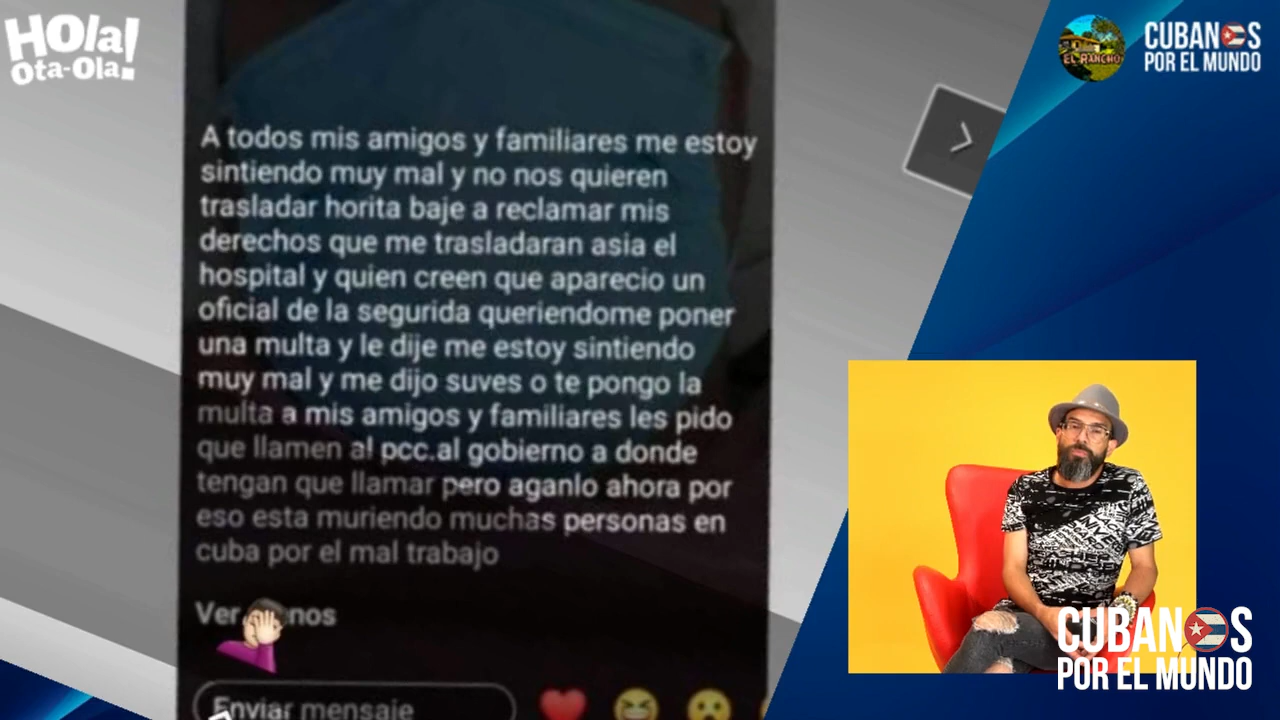 Hola!
Ota-Ola!
EL RANCHO
CUBANOS
POR EL MUNDO
A todos mis amigos y familiares me estoy
sintiendo muy mal y no nos quieren
trasladar horita baje a reclamar mis
derechos que me trasladaran asia el
hospital y quien creen que aparecio un
oficial de la segurida queriendome poner
una multa y le dije me estoy sintiendo
muy mal y me dijo suves o te pongo la
multa a mis amigos y familiares les pido
que llamen al pcc.al gobierno a donde
tengan que llamar pero aganlo ahora por
eso esta muriendo muchas personas en
cuba por el mal trabajo
Ver nos
Enviar mensaje
CUBANOS
POR EL MUNDO